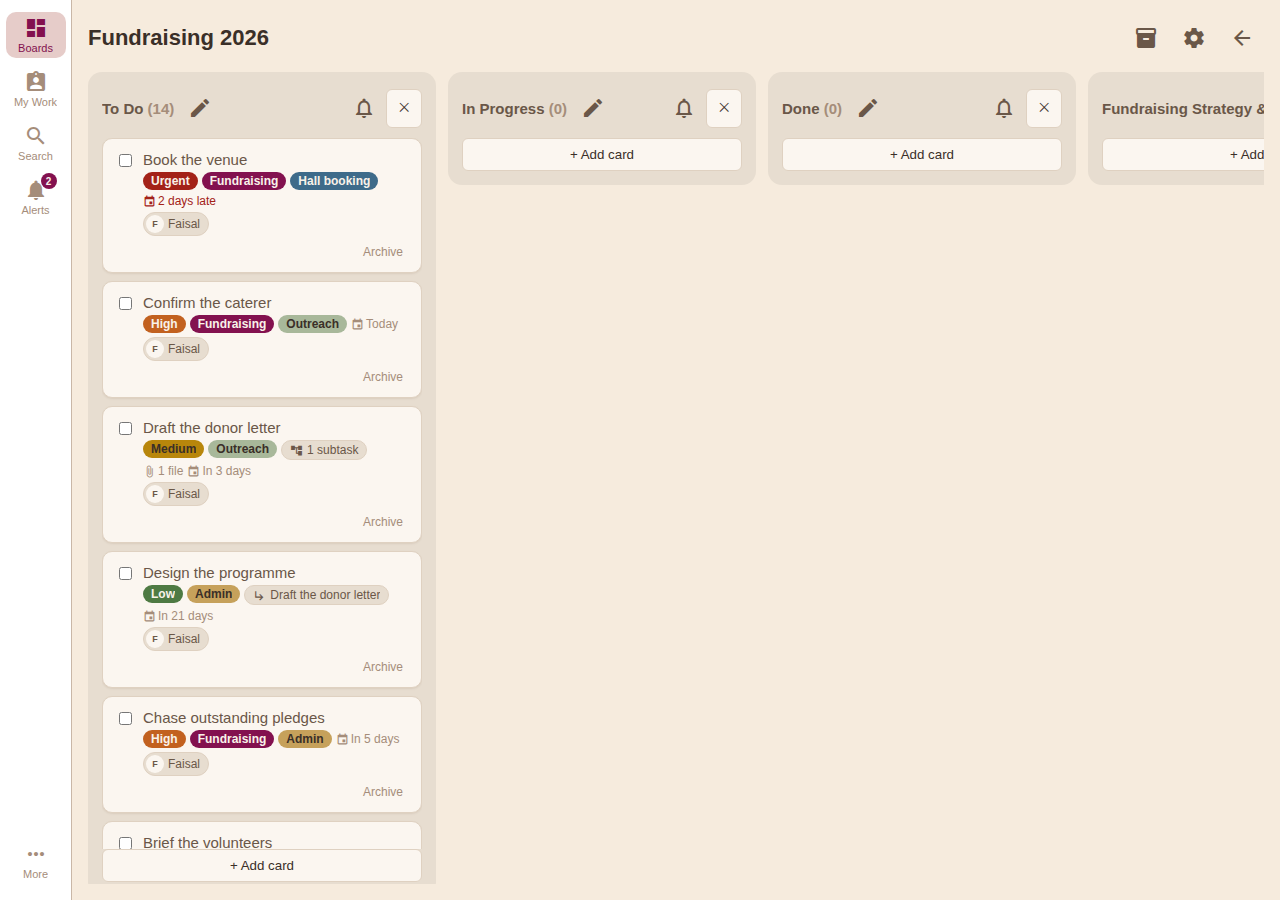 Boards
My Work
Search
2
Alerts
More
Fundraising 2026
To Do (14)
Book the venue
Urgent Fundraising Hall booking
2 days late
F Faisal
Archive
Confirm the caterer
High Fundraising Outreach Today
F Faisal
Archive
Draft the donor letter
Medium Outreach 1 subtask
1 file In 3 days
F Faisal
Archive
Design the programme
Low Admin Draft the donor letter
In 21 days
F Faisal
Archive
Chase outstanding pledges
High Fundraising Admin In 5 days
F Faisal
Archive
Brief the volunteers
+ Add card
In Progress (0)
+ Add card
Done (0)
+ Add card
Fundraising Strategy &
+ Add